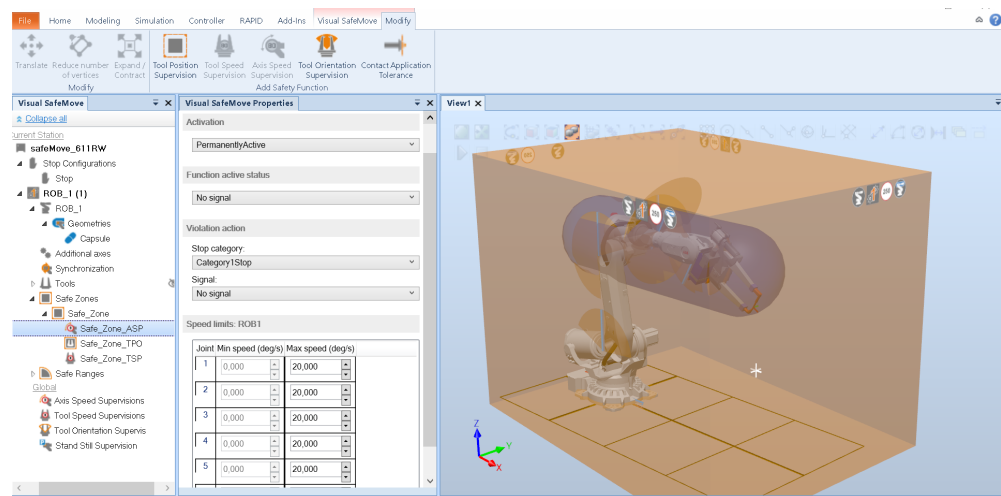 File Home Modeling Simulation Controller RAPID Add-Ins Visual SafeMove Modify
Translate Reduce number of vertices Expand / Contract Tool Position Supervision Tool Speed Supervision Axis Speed Supervision Tool Orientation Supervision Contact Application Tolerance
Modify Add Safety Function
Visual SafeMove
Collapse all
Current Station
safeMove_611RW
Stop Configurations
Stop
ROB_1 (1)
ROB_1
Geometries
Capsule
Additional axes
Synchronization
Tools
Safe Zones
Safe_Zone
Safe_Zone_ASP
Safe_Zone_TPO
Safe_Zone_TSP
Safe Ranges
Global
Axis Speed Supervisions
Tool Speed Supervisions
Tool Orientation Supervis
Stand Still Supervision
Visual SafeMove Properties
Activation
PermanentlyActive
Function active status
No signal
Violation action
Stop category:
Category1Stop
Signal:
No signal
Speed limits: ROB1
Joint Min speed (deg/s) Max speed (deg/s)
1 0,000 20,000
2 0,000 20,000
3 0,000 20,000
4 0,000 20,000
5 0,000 20,000
View1
250
250
Z
Y
X